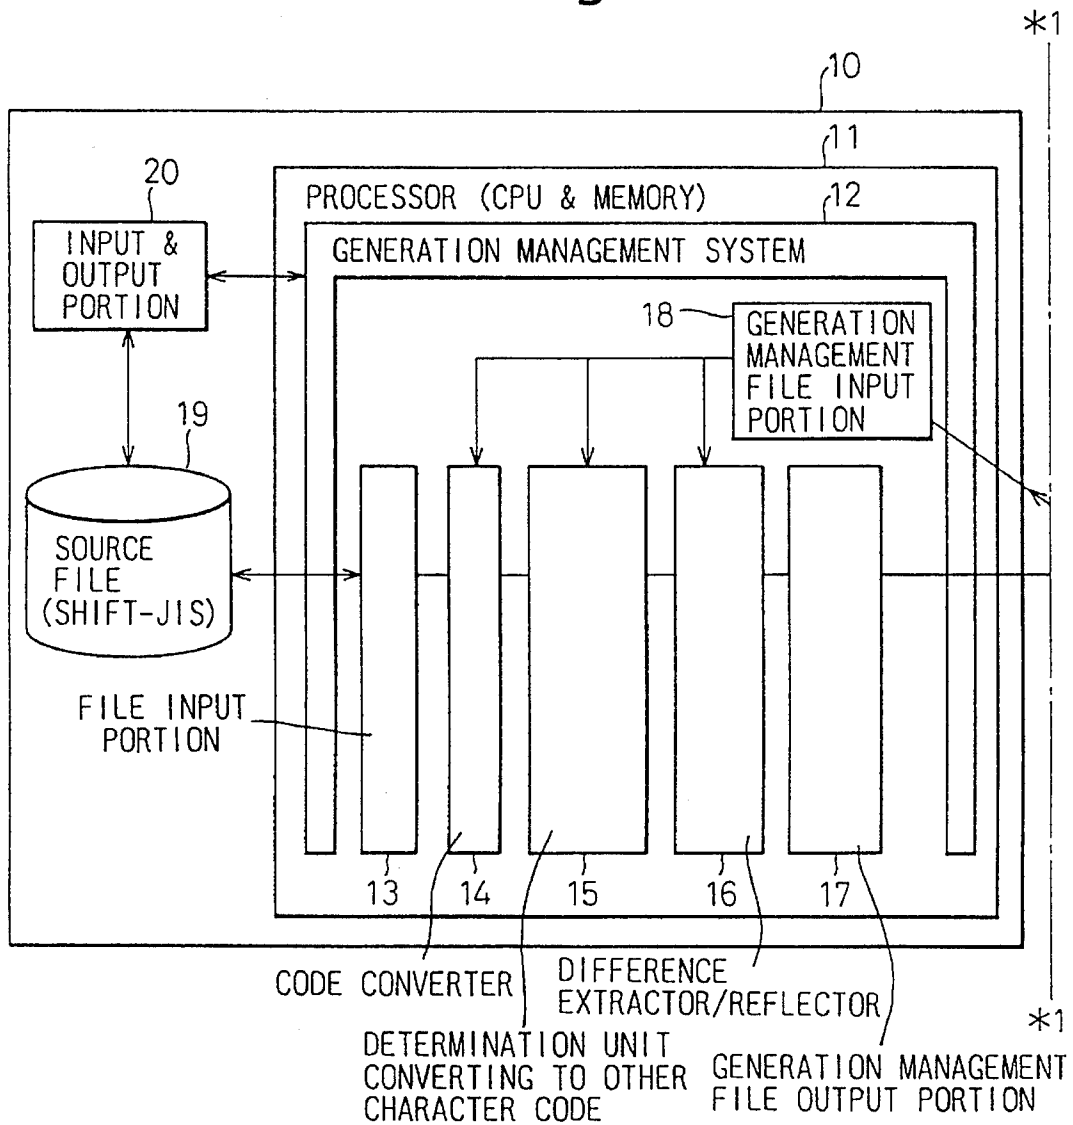 *1
10
11
20
PROCESSOR (CPU & MEMORY)
12
INPUT &
OUTPUT
PORTION
GENERATION MANAGEMENT SYSTEM
18
GENERATION
MANAGEMENT
FILE INPUT
PORTION
19
SOURCE
FILE
(SHIFT-JIS)
FILE INPUT
PORTION
13
14
15
16
17
CODE CONVERTER
DIFFERENCE
EXTRACTOR/REFLECTOR
*1
DETERMINATION UNIT
CONVERTING TO OTHER
CHARACTER CODE
GENERATION MANAGEMENT
FILE OUTPUT PORTION